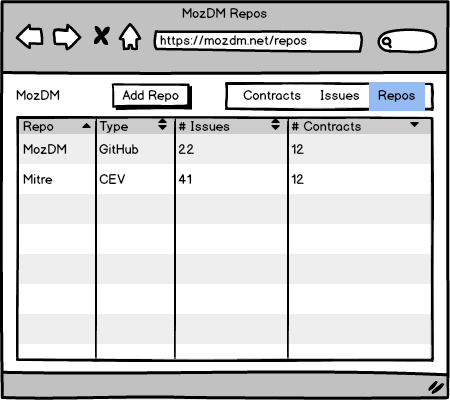 MozDM Repos
https://mozdm.net/repos
MozDM Add Repo Contracts Issues Repos
Repo Type # Issues # Contracts
MozDM GitHub 22 12
Mitre CEV 41 12